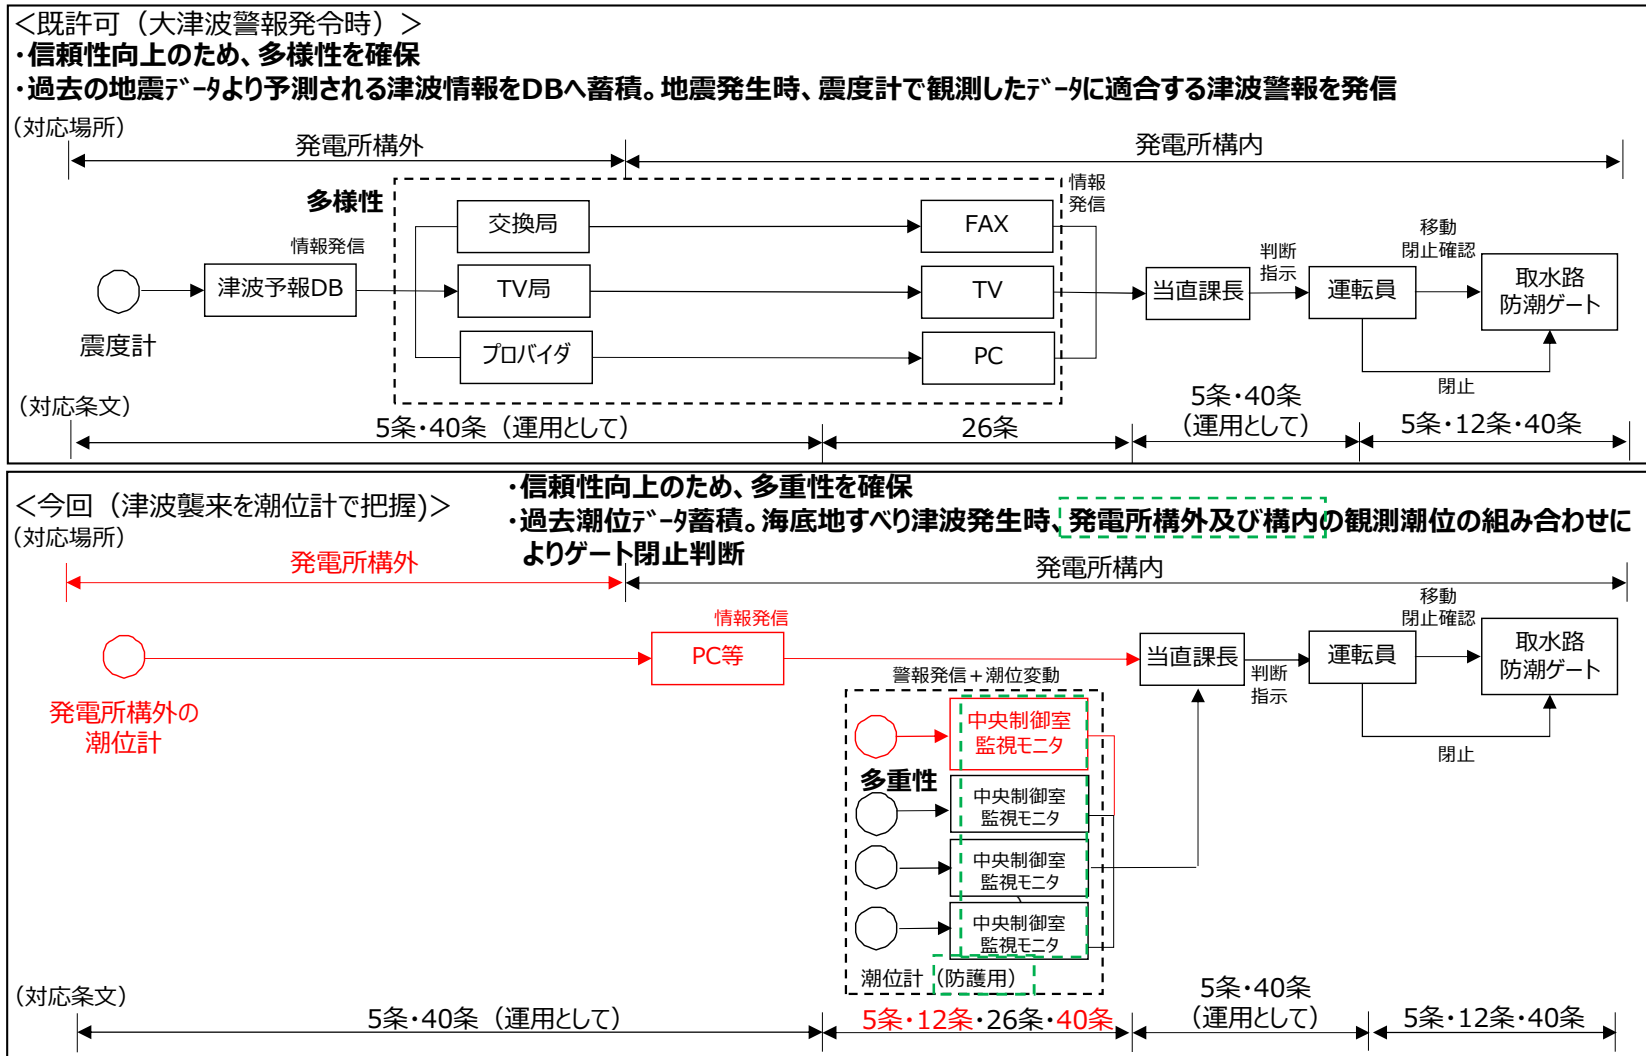 ＜既許可（大津波警報発令時）＞
・信頼性向上のため、多様性を確保
・過去の地震ﾃﾞｰﾀより予測される津波情報をDBへ蓄積。地震発生時、震度計で観測したﾃﾞｰﾀに適合する津波警報を発信
（対応場所）
発電所構外
発電所構内
多様性
情報
発信
交換局
FAX
情報発信
移動
閉止確認
判断
指示
津波予報DB
TV局
TV
当直課長
運転員
取水路
防潮ゲート
震度計
プロバイダ
PC
閉止
（対応条文）
5条・40条（運用として）
26条
5条・40条
（運用として）
5条・12条・40条
＜今回（津波襲来を潮位計で把握)＞
・信頼性向上のため、多重性を確保
・過去潮位ﾃﾞｰﾀ蓄積。海底地すべり津波発生時、発電所構外及び構内の観測潮位の組み合わせに
よりゲート閉止判断
（対応場所）
発電所構外
発電所構内
情報発信
移動
閉止確認
PC等
当直課長
判断
指示
運転員
取水路
防潮ゲート
警報発信＋潮位変動
発電所構外の
潮位計
中央制御室
監視ﾓﾆﾀ
閉止
多重性
中央制御室
監視ﾓﾆﾀ
中央制御室
監視ﾓﾆﾀ
中央制御室
監視ﾓﾆﾀ
潮位計（防護用）
（対応条文）
5条・40条（運用として）
5条・12条・26条・40条
5条・40条
（運用として）
5条・12条・40条